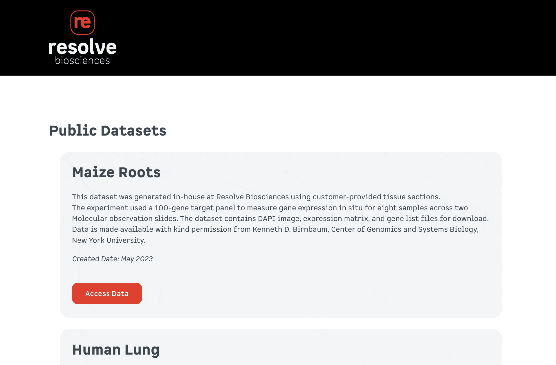 re
resolve
biosciences
Public Datasets
Maize Roots
This dataset was generated in-house at Resolve Biosciences using customer-provided tissue sections.
The experiment used a 100-gene target panel to measure gene expression in situ for eight samples across two
Molecular observation slides. The dataset contains DAPI image, expression matrix, and gene list files for download.
Data is made available with kind permission from Kenneth D. Birnbaum, Center of Genomics and Systems Biology,
New York University.
Created Date: May 2023
Access Data
Human Lung